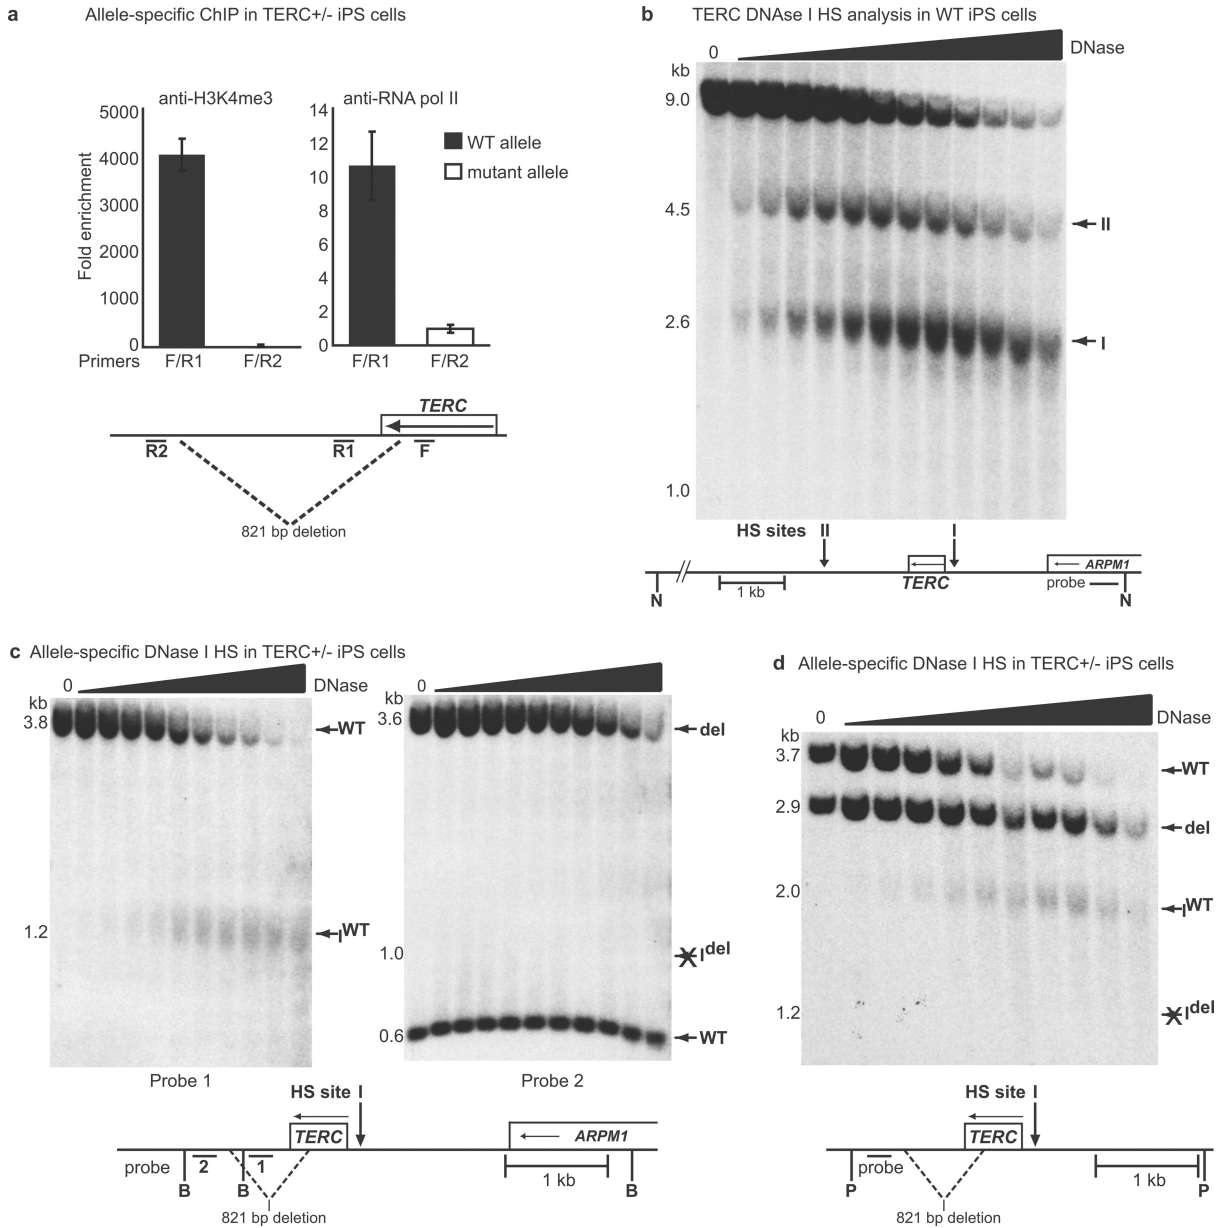 a Allele-specific ChIP in TERC+/- iPS cells
anti-H3K4me3
anti-RNA pol II
Fold enrichment
5000
4000
3000
2000
1000
0
14
12
10
8
6
4
2
0
WT allele
mutant allele
Primers F/R1 F/R2 F/R1 F/R2
TERC
R2 R1 F
821 bp deletion
b TERC DNAse I HS analysis in WT iPS cells
0 DNase
kb
9.0
4.5
II
2.6
I
1.0
HS sites II I
ARPM1
TERC
probe
1 kb
N N
c Allele-specific DNase I HS in TERC+/- iPS cells
0 DNase
kb
3.8
WT
1.2
IWT
Probe 1
0
kb
3.6
del
1.0
Idel
0.6
WT
Probe 2
HS site I
TERC
ARPM1
probe 2 1
1 kb
B B B
821 bp deletion
d Allele-specific DNase I HS in TERC+/- iPS cells
0 DNase
kb
3.7
WT
2.9
del
2.0
IWT
1.2
Idel
HS site I
TERC
probe
1 kb
P P
821 bp deletion